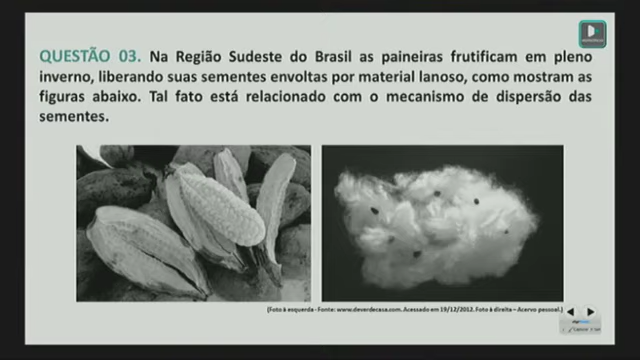 QUESTÃO 03. Na Região Sudeste do Brasil as paineiras frutificam em pleno
inverno, liberando suas sementes envoltas por material lanoso, como mostram as
figuras abaixo. Tal fato está relacionado com o mecanismo de dispersão das
sementes.
(Foto à esquerda - Fonte: www.deverdecasa.com. Acessado em 19/12/2012. Foto à direita – Acervo pessoal.)